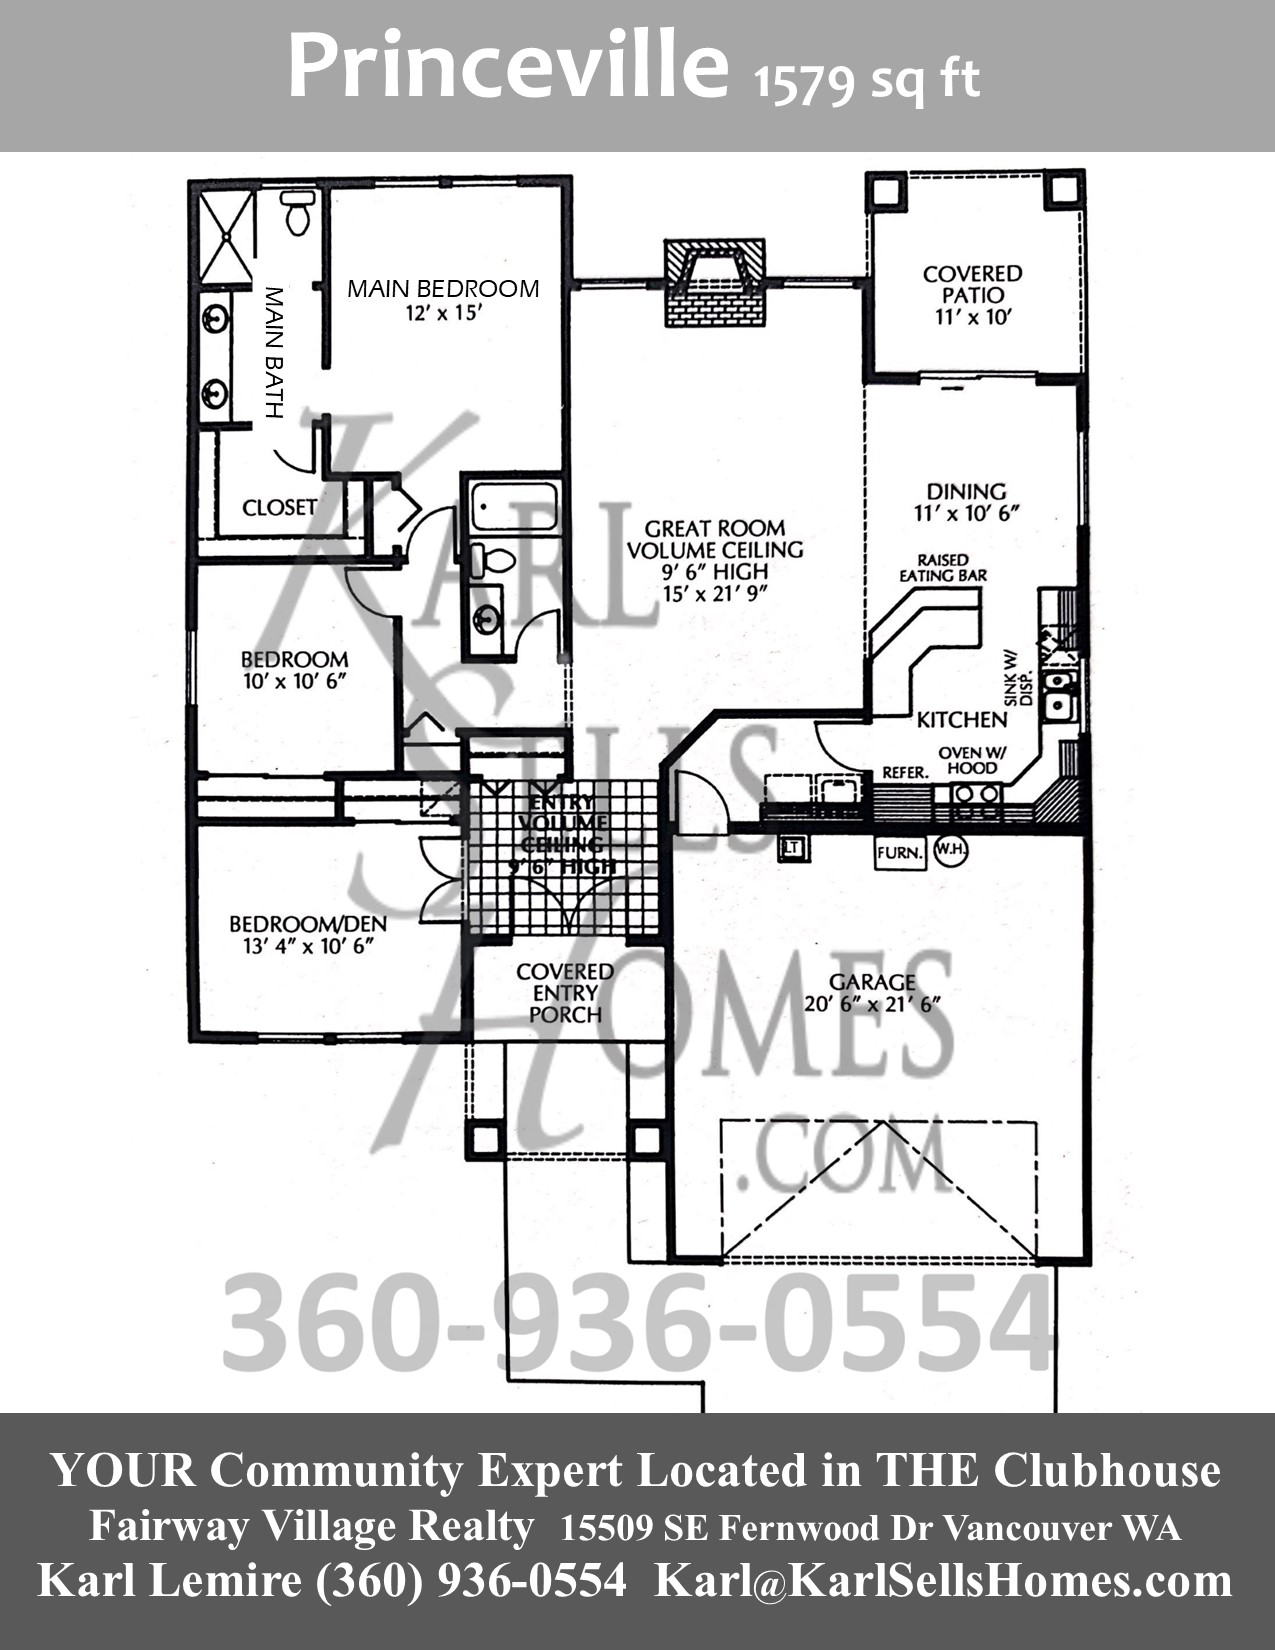 Princeville 1579 sq ft
MAIN BEDROOM
12' x 15'
MAIN BATH
COVERED
PATIO
11' x 10'
CLOSET
DINING
11' x 10' 6"
GREAT ROOM
VOLUME CEILING
9' 6" HIGH
15' x 21' 9"
RAISED
EATING BAR
BEDROOM
10' x 10' 6"
SINK W/
DISP.
KITCHEN
OVEN W/
HOOD
REFER.
ENTRY
VOLUME
CEILING
9' 6" HIGH
LT
FURN.
W.H.
BEDROOM/DEN
13' 4" x 10' 6"
COVERED
ENTRY
PORCH
GARAGE
20' 6" x 21' 6"
KARL
SELLS
HOMES
.COM
360-936-0554
YOUR Community Expert Located in THE Clubhouse
Fairway Village Realty 15509 SE Fernwood Dr Vancouver WA
Karl Lemire (360) 936-0554 Karl@KarlSellsHomes.com